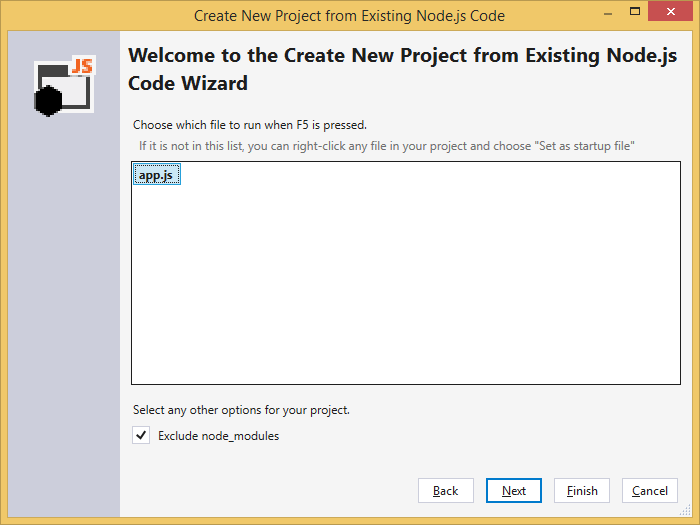 Create New Project from Existing Node.js Code
JS
Welcome to the Create New Project from Existing Node.js
Code Wizard
Choose which file to run when F5 is pressed.
If it is not in this list, you can right-click any file in your project and choose "Set as startup file"
app.js
Select any other options for your project.
Exclude node_modules
Back Next Finish Cancel